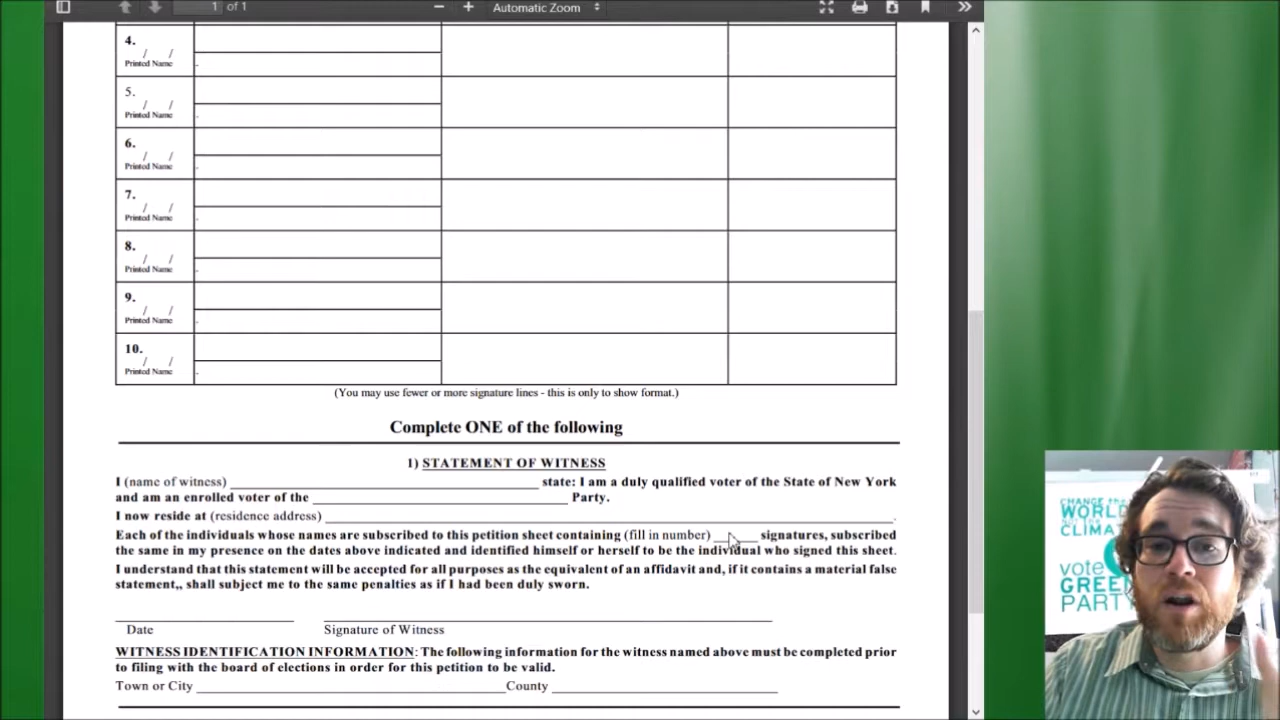 1 of 1
Automatic Zoom
4.
/ /
Printed Name
5.
/ /
Printed Name
6.
/ /
Printed Name
7.
/ /
Printed Name
8.
/ /
Printed Name
9.
/ /
Printed Name
10.
/ /
Printed Name
(You may use fewer or more signature lines - this is only to show format.)
Complete ONE of the following
1) STATEMENT OF WITNESS
I (name of witness) ____ state: I am a duly qualified voter of the State of New York
and am an enrolled voter of the ____ Party.
I now reside at (residence address) ____.
Each of the individuals whose names are subscribed to this petition sheet containing (fill in number) ____ signatures, subscribed
the same in my presence on the dates above indicated and identified himself or herself to be the individual who signed this sheet.
I understand that this statement will be accepted for all purposes as the equivalent of an affidavit and, if it contains a material false
statement,, shall subject me to the same penalties as if I had been duly sworn.
Date Signature of Witness
WITNESS IDENTIFICATION INFORMATION: The following information for the witness named above must be completed prior
to filing with the board of elections in order for this petition to be valid.
Town or City ____ County ____
CHANGE the
WORLD
CLIMAT
vote
GREEN
PARTY